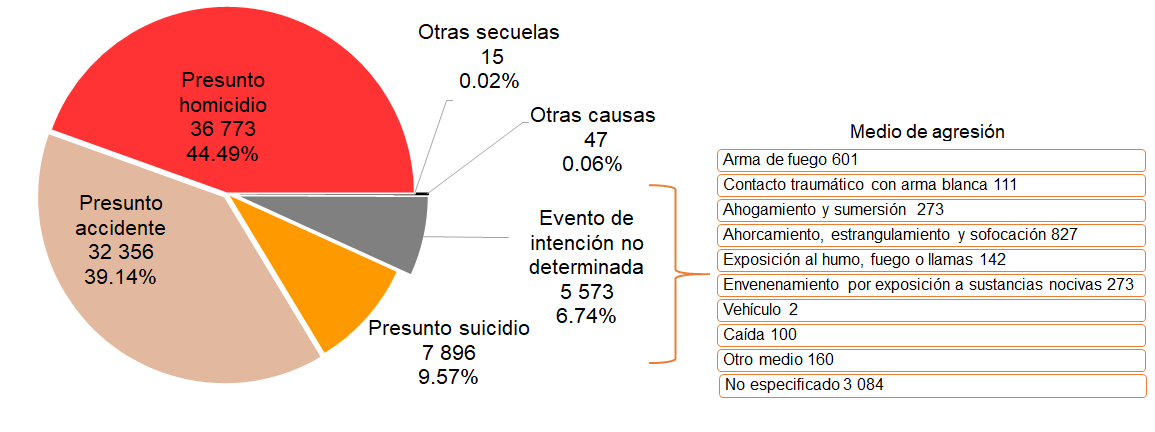 Otras secuelas
15
0.02%
Presunto
homicidio
36 773
44.49%
Otras causas
47
0.06%
Presunto
accidente
32 356
39.14%
Evento de
intención no
determinada
5 573
6.74%
Presunto suicidio
7 896
9.57%
Medio de agresión
Arma de fuego 601
Contacto traumático con arma blanca 111
Ahogamiento y sumersión 273
Ahorcamiento, estrangulamiento y sofocación 827
Exposición al humo, fuego o llamas 142
Envenenamiento por exposición a sustancias nocivas 273
Vehículo 2
Caída 100
Otro medio 160
No especificado 3 084